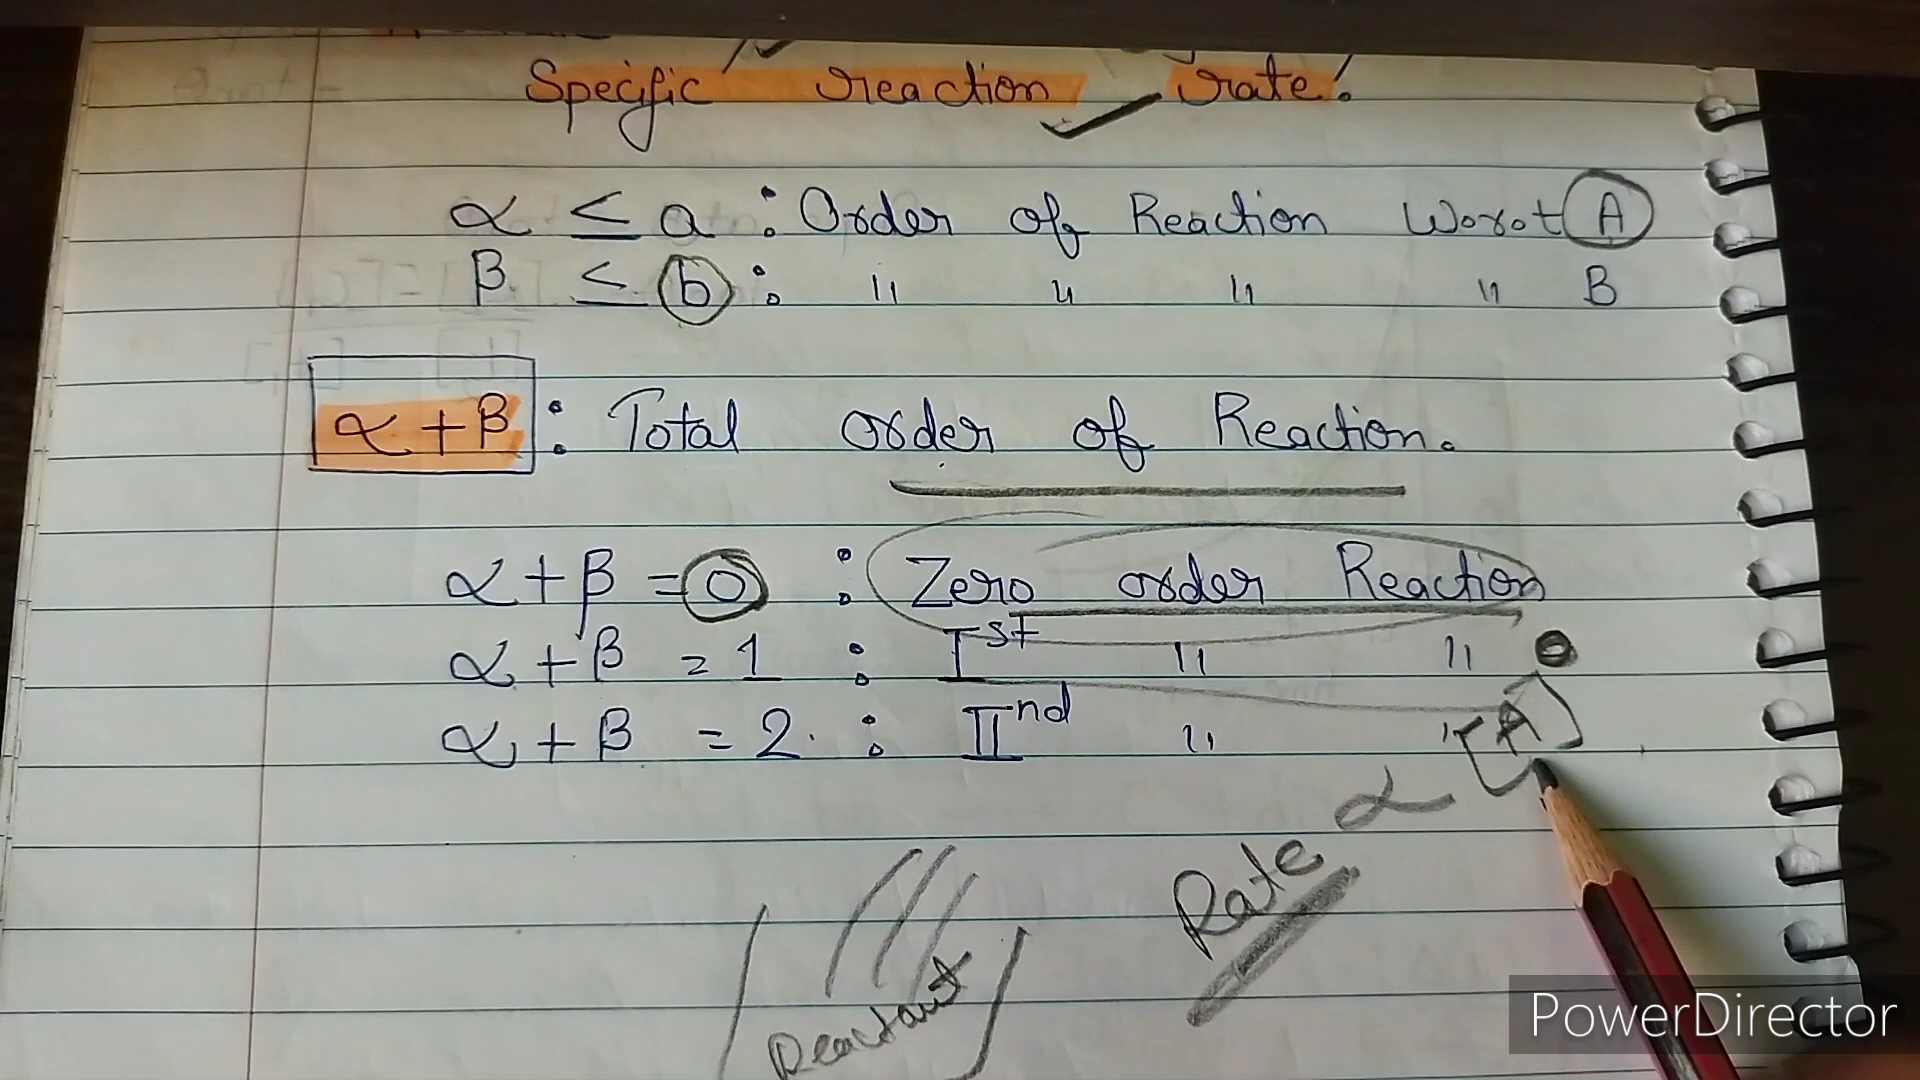 Specific reaction rate.
α ≤ a : Order of Reaction w.r.t A
β ≤ b : " " " " B
α + β : Total order of Reaction.
α + β = 0 : Zero order Reaction
α + β = 1 : Ist " "
α + β = 2 : IInd " "
Rate α [A]
Reactant
PowerDirector